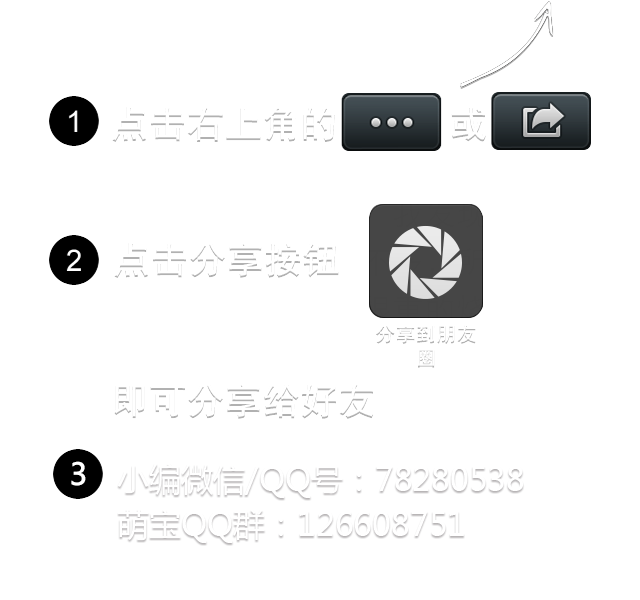 1 点击右上角的 ... 或
2 点击分享按钮
分享到朋友
圈
即可分享给好友
3 小编微信/QQ号：78280538
萌宝QQ群：126608751